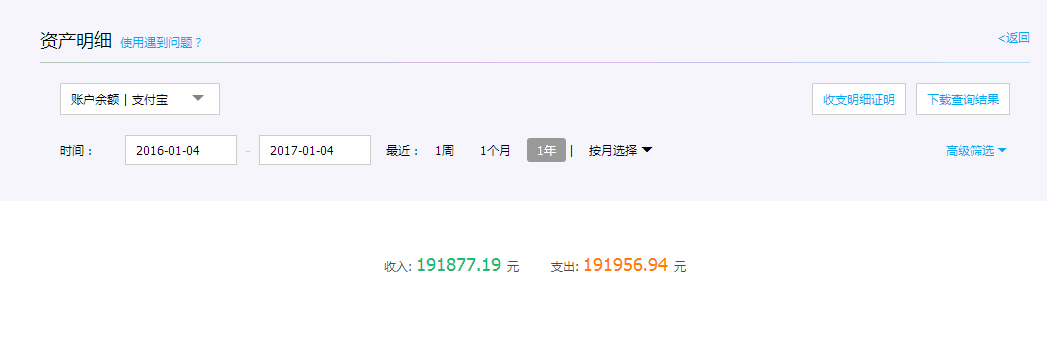 资产明细 使用遇到问题？ <返回
账户余额 | 支付宝 收支明细证明 下载查询结果
时间： 2016-01-04 - 2017-01-04 最近： 1周 1个月 1年 | 按月选择 高级筛选
收入: 191877.19 元 支出: 191956.94 元